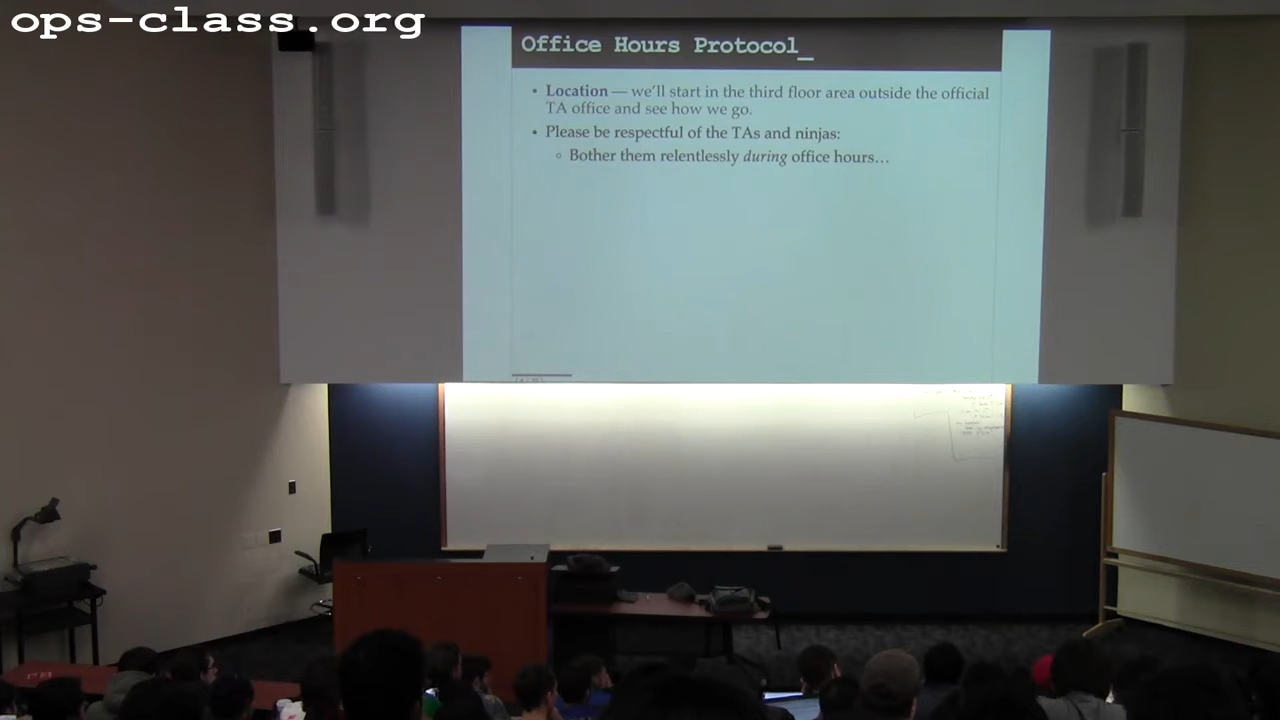 ops-class.org
Office Hours Protocol_
• Location — we'll start in the third floor area outside the official
TA office and see how we go.
• Please be respectful of the TAs and ninjas:
◦ Bother them relentlessly during office hours…